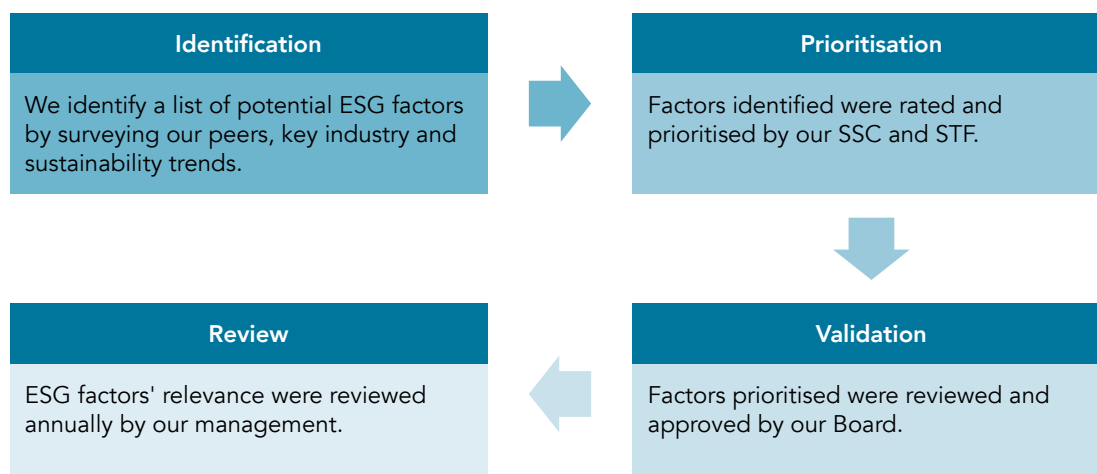 Identification
We identify a list of potential ESG factors
by surveying our peers, key industry and
sustainability trends.
Prioritisation
Factors identified were rated and
prioritised by our SSC and STF.
Validation
Factors prioritised were reviewed and
approved by our Board.
Review
ESG factors' relevance were reviewed
annually by our management.